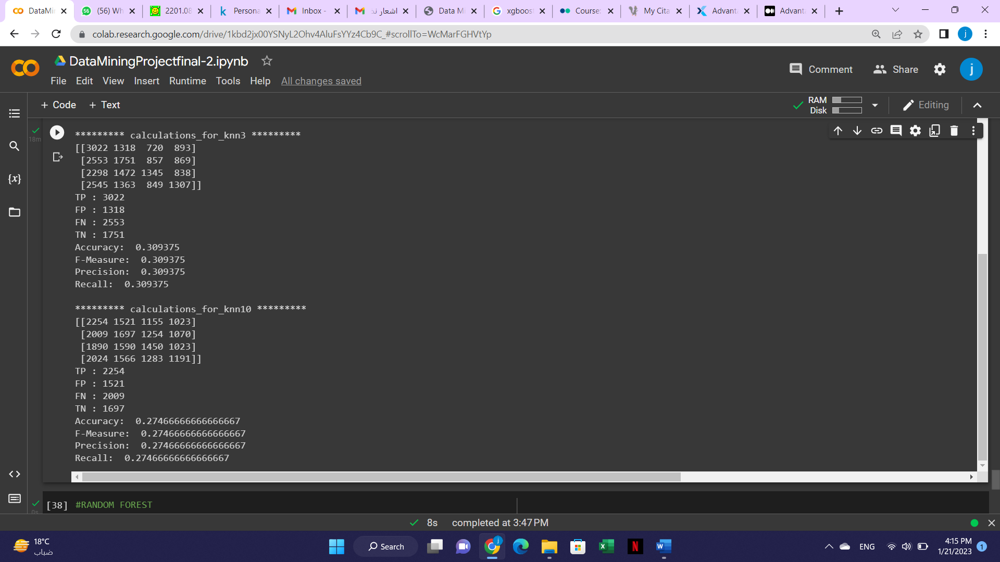 DataMin
(56) Wh
2201.08
Persona
Inbox -
اشعار ند
Data Mi
xgboost
Course:
My Cita
Advanta
Advanta
colab.research.google.com/drive/1kbd2jx00YSNyL2Ohv4AluFsYYz4Cb9C_#scrollTo=WcMarFGHVtYp
DataMiningProjectfinal-2.ipynb
Comment
Share
File Edit View Insert Runtime Tools Help All changes saved
+ Code + Text
RAM
Disk
Editing
18m
********* calculations_for_knn3 *********
[[3022 1318  720  893]
[2553 1751  857  869]
[2298 1472 1345  838]
[2545 1363  849 1307]]
TP : 3022
FP : 1318
FN : 2553
TN : 1751
Accuracy:  0.309375
F-Measure:  0.309375
Precision:  0.309375
Recall:  0.309375
********* calculations_for_knn10 *********
[[2254 1521 1155 1023]
[2009 1697 1254 1070]
[1890 1590 1450 1023]
[2024 1566 1283 1191]]
TP : 2254
FP : 1521
FN : 2009
TN : 1697
Accuracy:  0.27466666666666667
F-Measure:  0.27466666666666667
Precision:  0.27466666666666667
Recall:  0.27466666666666667
[38] #RANDOM FOREST
0s
8s completed at 3:47 PM
18°C
ضباب
Search
ENG
4:15 PM
1/21/2023
1